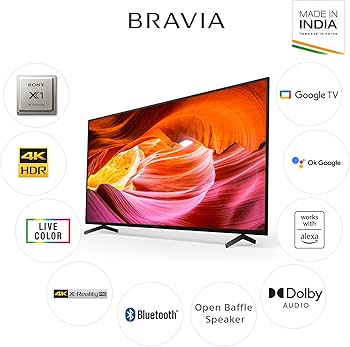 BRAVIA
MADE IN
INDIA
SONY
X1
Google TV
4K
HDR
Ok Google
LIVE
COLOR
works
with
alexa
4K X-Reality PRO
Bluetooth®
Open Baffle
Speaker
Dolby
AUDIO